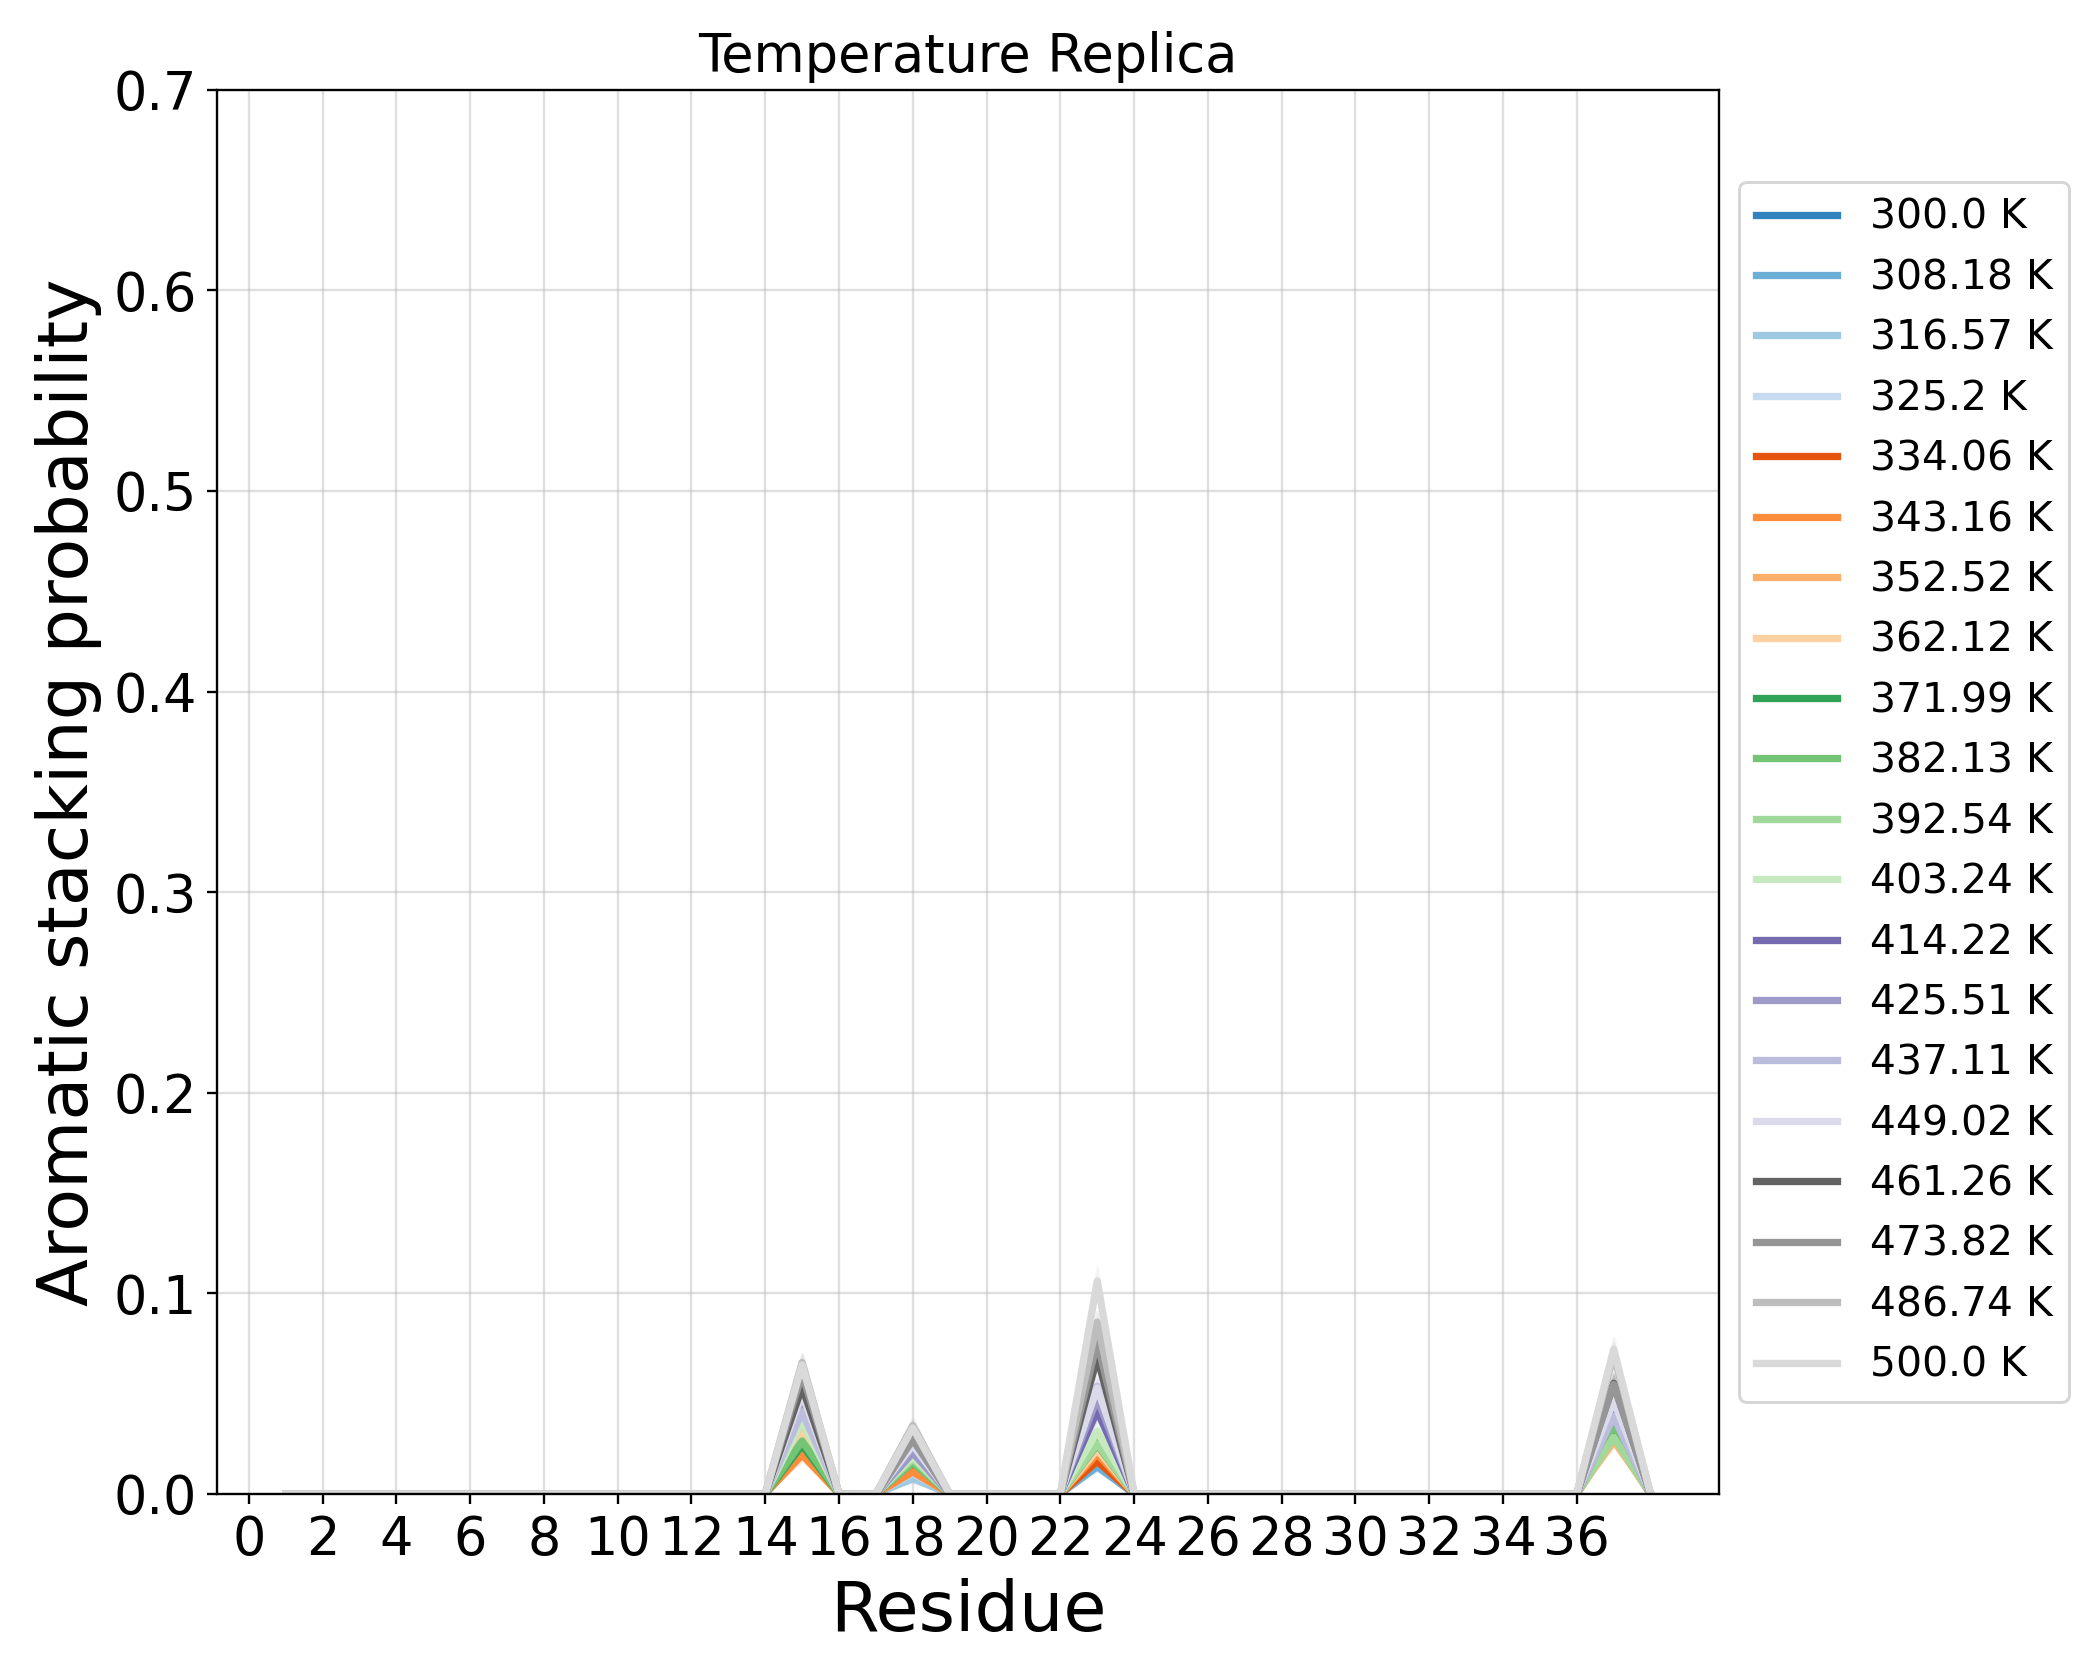 Temperature Replica
Aromatic stacking probability
0.7
0.6
0.5
0.4
0.3
0.2
0.1
0.0
0 2 4 6 8 10 12 14 16 18 20 22 24 26 28 30 32 34 36
Residue
300.0 K
308.18 K
316.57 K
325.2 K
334.06 K
343.16 K
352.52 K
362.12 K
371.99 K
382.13 K
392.54 K
403.24 K
414.22 K
425.51 K
437.11 K
449.02 K
461.26 K
473.82 K
486.74 K
500.0 K